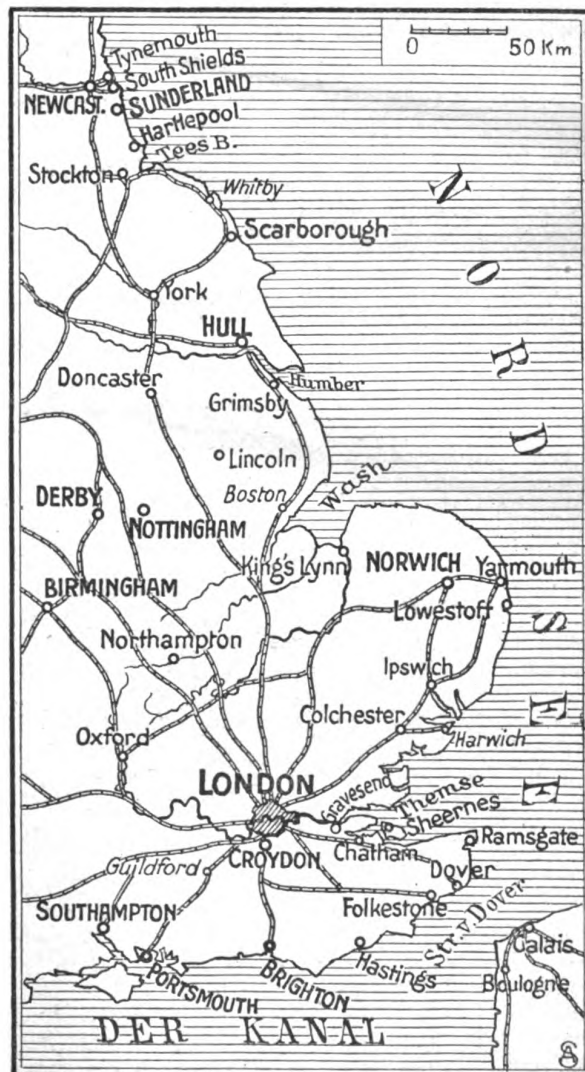 0 50 Km
Tynemouth
South Shields
NEWCAST.
SUNDERLAND
Hartlepool
Tees B.
Stockton
Whitby
Scarborough
York
HULL
Doncaster
Humber
Grimsby
Lincoln
Boston
Wash
DERBY
NOTTINGHAM
King's Lynn
NORWICH
Yarmouth
BIRMINGHAM
Lowestoff
Northampton
Ipswich
Colchester
Harwich
Oxford
LONDON
Gravesend
Themse
Sheernes
Ramsgate
CROYDON
Chatham
Guildford
Dover
Folkestone
SOUTHAMPTON
Str. v. Dover
Calais
Hastings
Boulogne
PORTSMOUTH
BRIGHTON
NORDSEE
DER KANAL